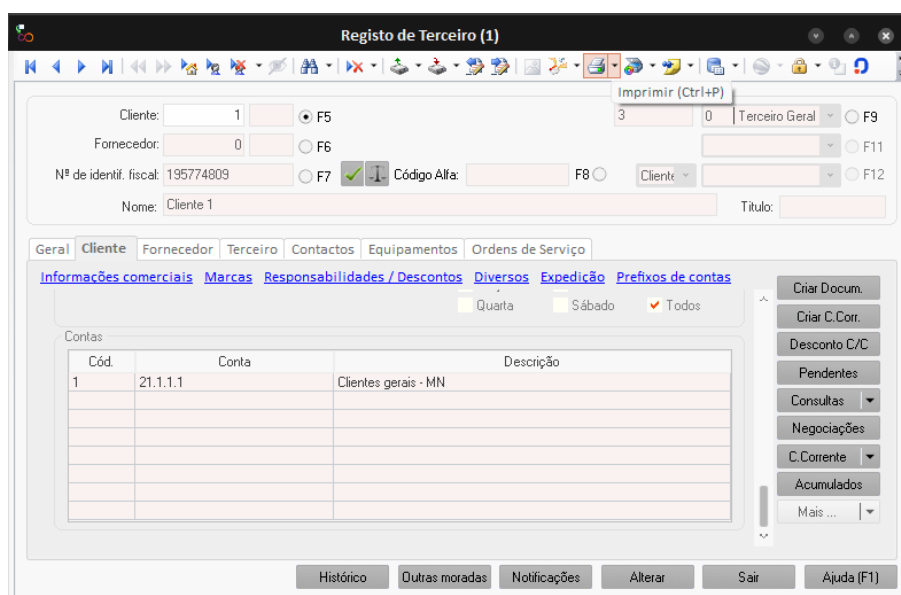 Registo de Terceiro (1)
Imprimir (Ctrl+P)
Cliente: 1 F5 3 0 Terceiro Geral F9
Fornecedor: 0 F6 F11
Nº de identif. fiscal: 195774809 F7 Código Alfa: F8 Cliente F12
Nome: Cliente 1 Titulo:
Geral Cliente Fornecedor Terceiro Contactos Equipamentos Ordens de Serviço
Informações comerciais Marcas Responsabilidades / Descontos Diversos Expedição Prefixos de contas
Quarta Sábado Todos
Contas
Cód. Conta Descrição
1 21.1.1.1 Clientes gerais - MN
Criar Docum.
Criar C.Corr.
Desconto C/C
Pendentes
Consultas
Negociações
C.Corrente
Acumulados
Mais ...
Histórico Outras moradas Notificações Alterar Sair Ajuda (F1)